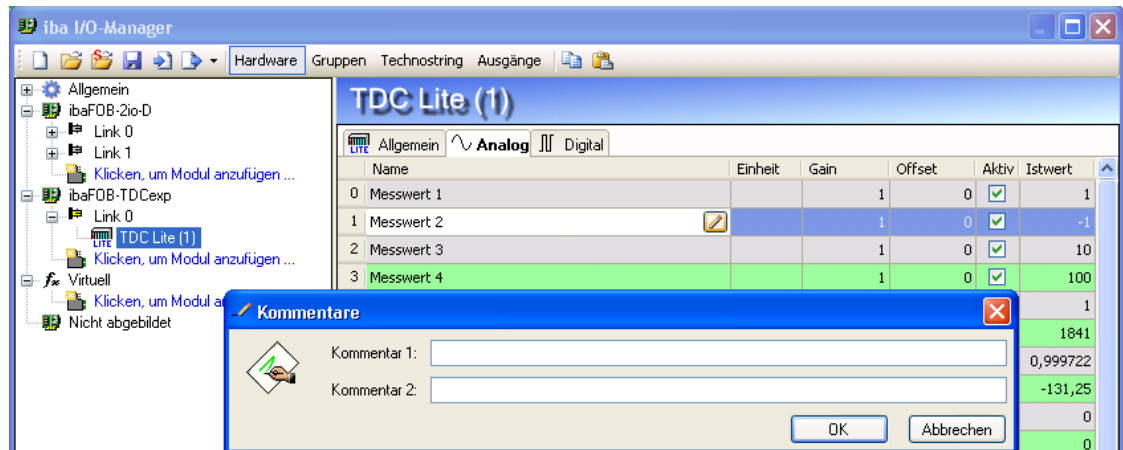 iba I/O-Manager
Hardware Gruppen Technostring Ausgänge
Allgemein
ibaFOB-2io-D
Link 0
Link 1
Klicken, um Modul anzufügen ...
ibaFOB-TDCexp
Link 0
LITE TDC Lite (1)
Klicken, um Modul anzufügen ...
Virtuell
Klicken, um Modul a
Nicht abgebildet
TDC Lite (1)
LITE Allgemein Analog Digital
Name Einheit Gain Offset Aktiv Istwert
0 Messwert 1 1 0 1
1 Messwert 2 1 0 -1
2 Messwert 3 1 0 10
3 Messwert 4 1 0 100
1
1841
0,999722
-131,25
0
0
Kommentare
Kommentar 1:
Kommentar 2:
OK Abbrechen